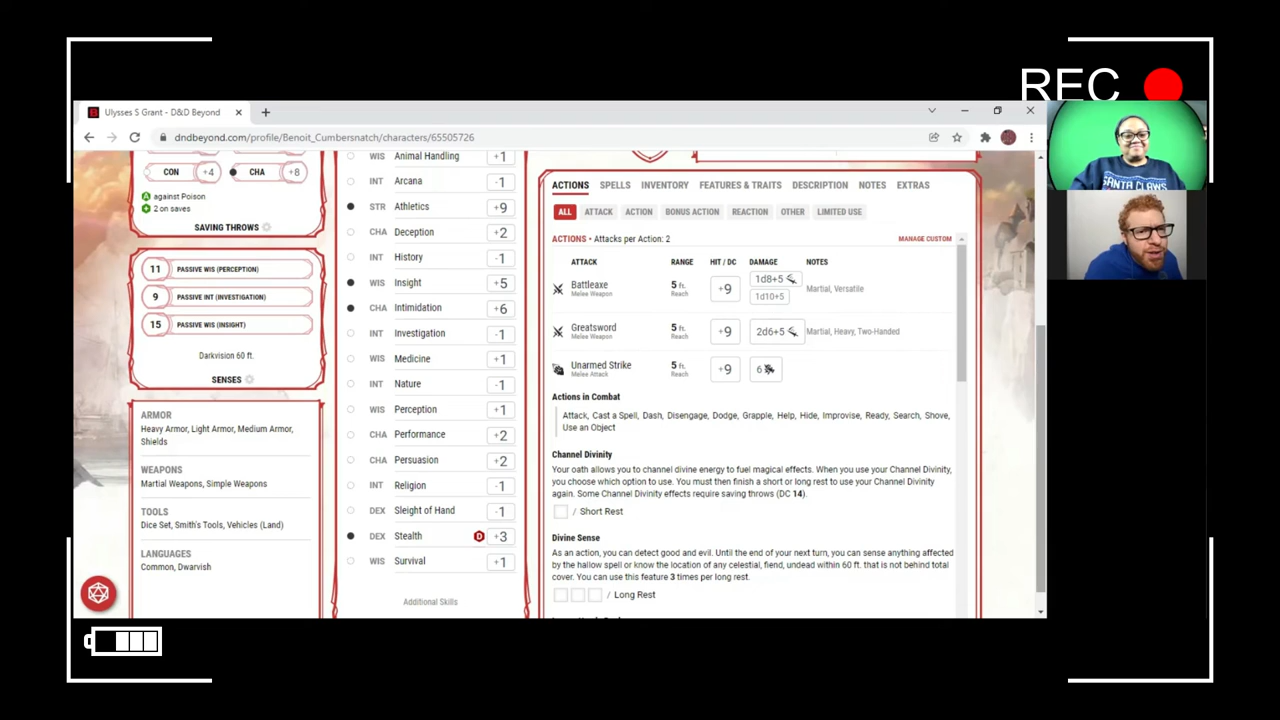 REC
Ulysses S Grant - D&D Beyond
dndbeyond.com/profile/Benoit_Cumbersnatch/characters/65505726
CON +4 CHA +8
against Poison
2 on saves
SAVING THROWS
11 PASSIVE WIS (PERCEPTION)
9 PASSIVE INT (INVESTIGATION)
15 PASSIVE WIS (INSIGHT)
Darkvision 60 ft.
SENSES
ARMOR
Heavy Armor, Light Armor, Medium Armor,
Shields
WEAPONS
Martial Weapons, Simple Weapons
TOOLS
Dice Set, Smith's Tools, Vehicles (Land)
LANGUAGES
Common, Dwarvish
WIS Animal Handling +1
INT Arcana -1
STR Athletics +9
CHA Deception +2
INT History -1
WIS Insight +5
CHA Intimidation +6
INT Investigation -1
WIS Medicine +1
INT Nature -1
WIS Perception +1
CHA Performance +2
CHA Persuasion +2
INT Religion -1
DEX Sleight of Hand -1
DEX Stealth D +3
WIS Survival +1
Additional Skills
ACTIONS SPELLS INVENTORY FEATURES & TRAITS DESCRIPTION NOTES EXTRAS
ALL ATTACK ACTION BONUS ACTION REACTION OTHER LIMITED USE
ACTIONS • Attacks per Action: 2 MANAGE CUSTOM
ATTACK RANGE HIT / DC DAMAGE NOTES
Battleaxe 5 ft. +9 1d8+5 Martial, Versatile
Melee Weapon Reach 1d10+5
Greatsword 5 ft. +9 2d6+5 Martial, Heavy, Two-Handed
Melee Weapon Reach
Unarmed Strike 5 ft. +9 6
Melee Attack Reach
Actions in Combat
Attack, Cast a Spell, Dash, Disengage, Dodge, Grapple, Help, Hide, Improvise, Ready, Search, Shove,
Use an Object
Channel Divinity
Your oath allows you to channel divine energy to fuel magical effects. When you use your Channel Divinity,
you choose which option to use. You must then finish a short or long rest to use your Channel Divinity
again. Some Channel Divinity effects require saving throws (DC 14).
/ Short Rest
Divine Sense
As an action, you can detect good and evil. Until the end of your next turn, you can sense anything affected
by the hallow spell or know the location of any celestial, fiend, undead within 60 ft. that is not behind total
cover. You can use this feature 3 times per long rest.
/ Long Rest
SANTA CLAWS